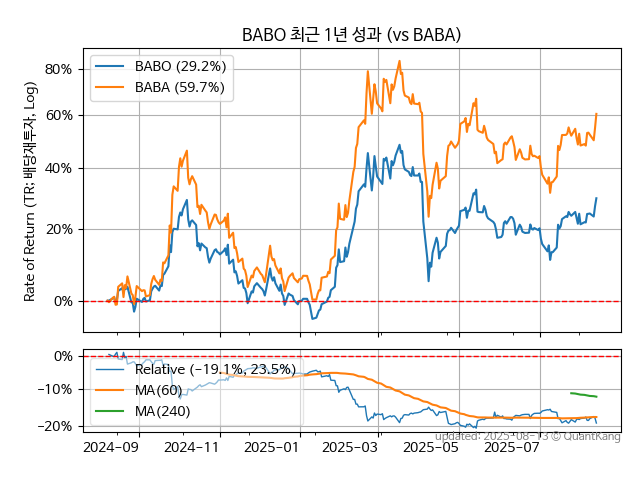 BABO 최근 1년 성과 (vs BABA)
Rate of Return (TR: 배당재투자, Log)
80%
60%
40%
20%
0%
BABO (29.2%)
BABA (59.7%)
0%
-10%
-20%
Relative (-19.1%, 23.5%)
MA(60)
MA(240)
2024-09
2024-11
2025-01
2025-03
2025-05
2025-07
updated: 2025-08-13 © QuantKang